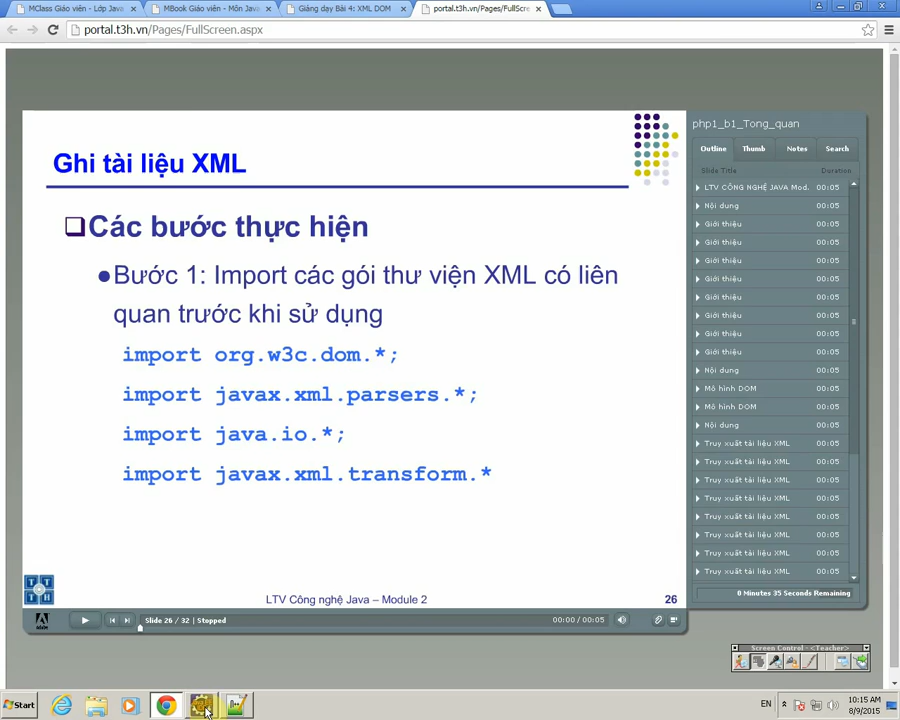 MClass Giáo viên - Lớp Java
MBook Giáo viên - Môn Java
Giảng dạy Bài 4: XML DOM
portal.t3h.vn/Pages/FullScre
portal.t3h.vn/Pages/FullScreen.aspx
Ghi tài liệu XML
Các bước thực hiện
Bước 1: Import các gói thư viện XML có liên
quan trước khi sử dụng
import org.w3c.dom.*;
import javax.xml.parsers.*;
import java.io.*;
import javax.xml.transform.*
LTV Công nghệ Java – Module 2
26
Slide 26 / 32 | Stopped
00:00 / 00:05
php1_b1_Tong_quan
Outline Thumb Notes Search
Slide Title Duration
LTV CÔNG NGHỆ JAVA Mod. 00:05
Nội dung 00:05
Giới thiệu 00:05
Giới thiệu 00:05
Giới thiệu 00:05
Giới thiệu 00:05
Giới thiệu 00:05
Giới thiệu 00:05
Giới thiệu 00:05
Giới thiệu 00:05
Nội dung 00:05
Mô hình DOM 00:05
Mô hình DOM 00:05
Nội dung 00:05
Truy xuất tài liệu XML 00:05
Truy xuất tài liệu XML 00:05
Truy xuất tài liệu XML 00:05
Truy xuất tài liệu XML 00:05
Truy xuất tài liệu XML 00:05
Truy xuất tài liệu XML 00:05
Truy xuất tài liệu XML 00:05
Truy xuất tài liệu XML 00:05
0 Minutes 35 Seconds Remaining
Screen Control - <Teacher>
Start
EN
10:15 AM
8/9/2015